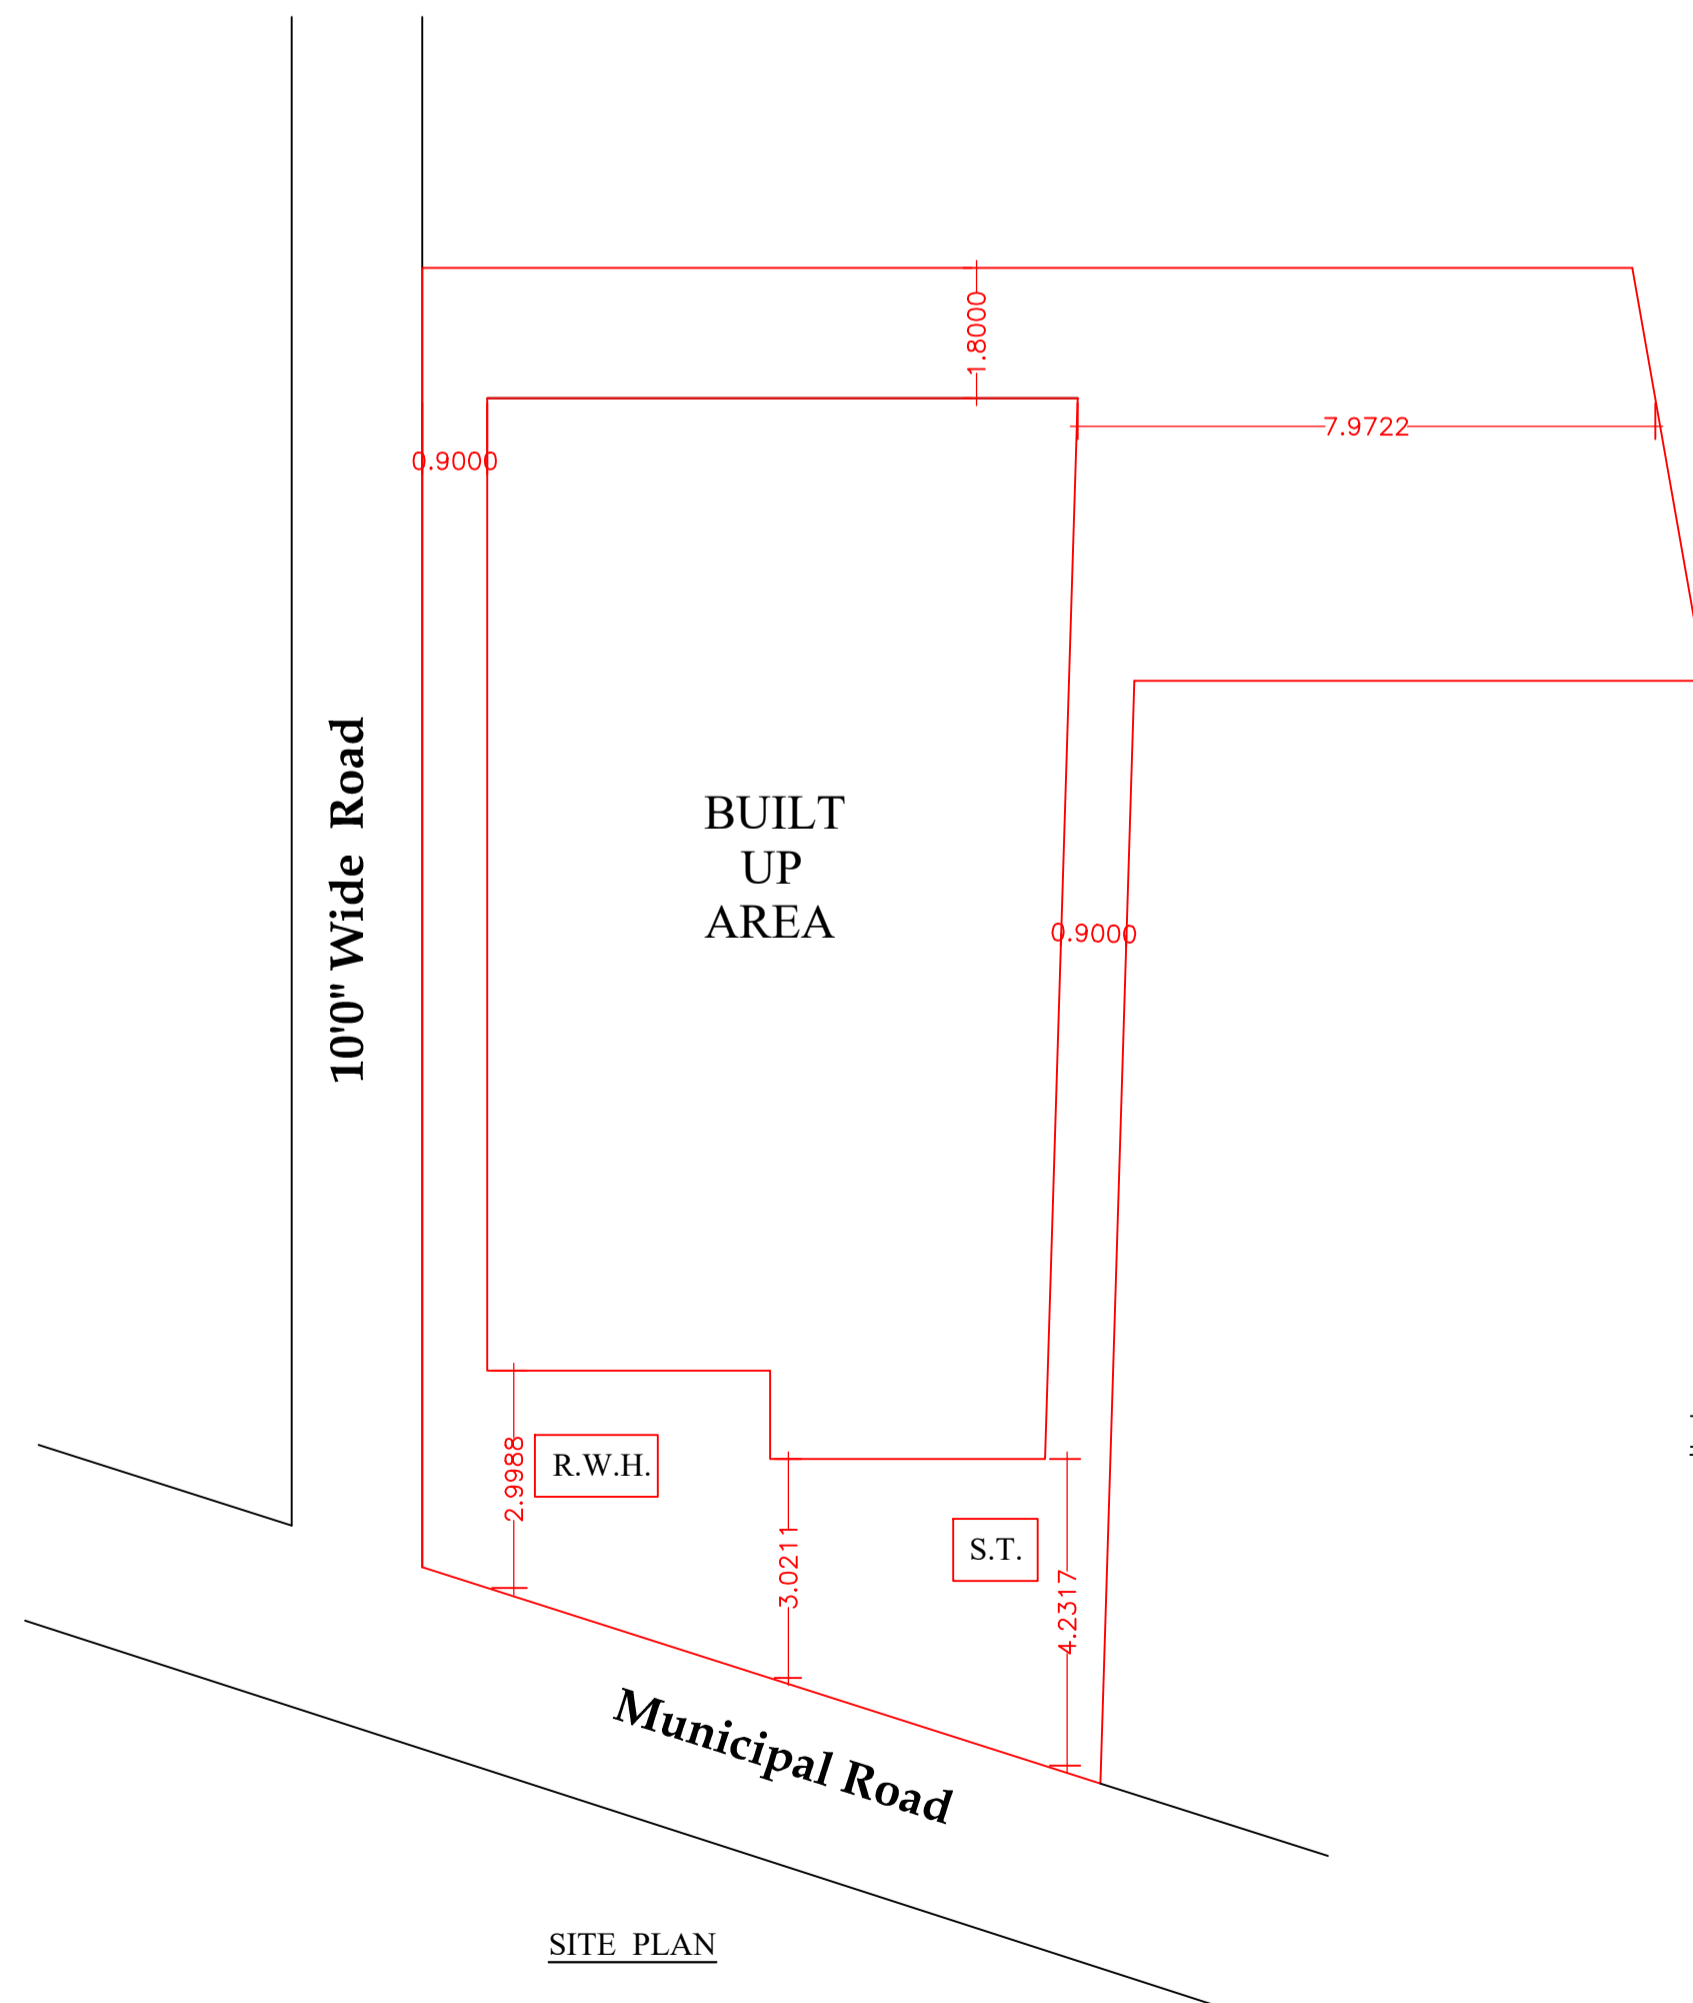 1.8000
7.9722
0.9000
10'0" Wide Road
BUILT
UP
AREA
0.9000
2.9988
R.W.H.
3.0211
S.T.
4.2317
Municipal Road
SITE PLAN